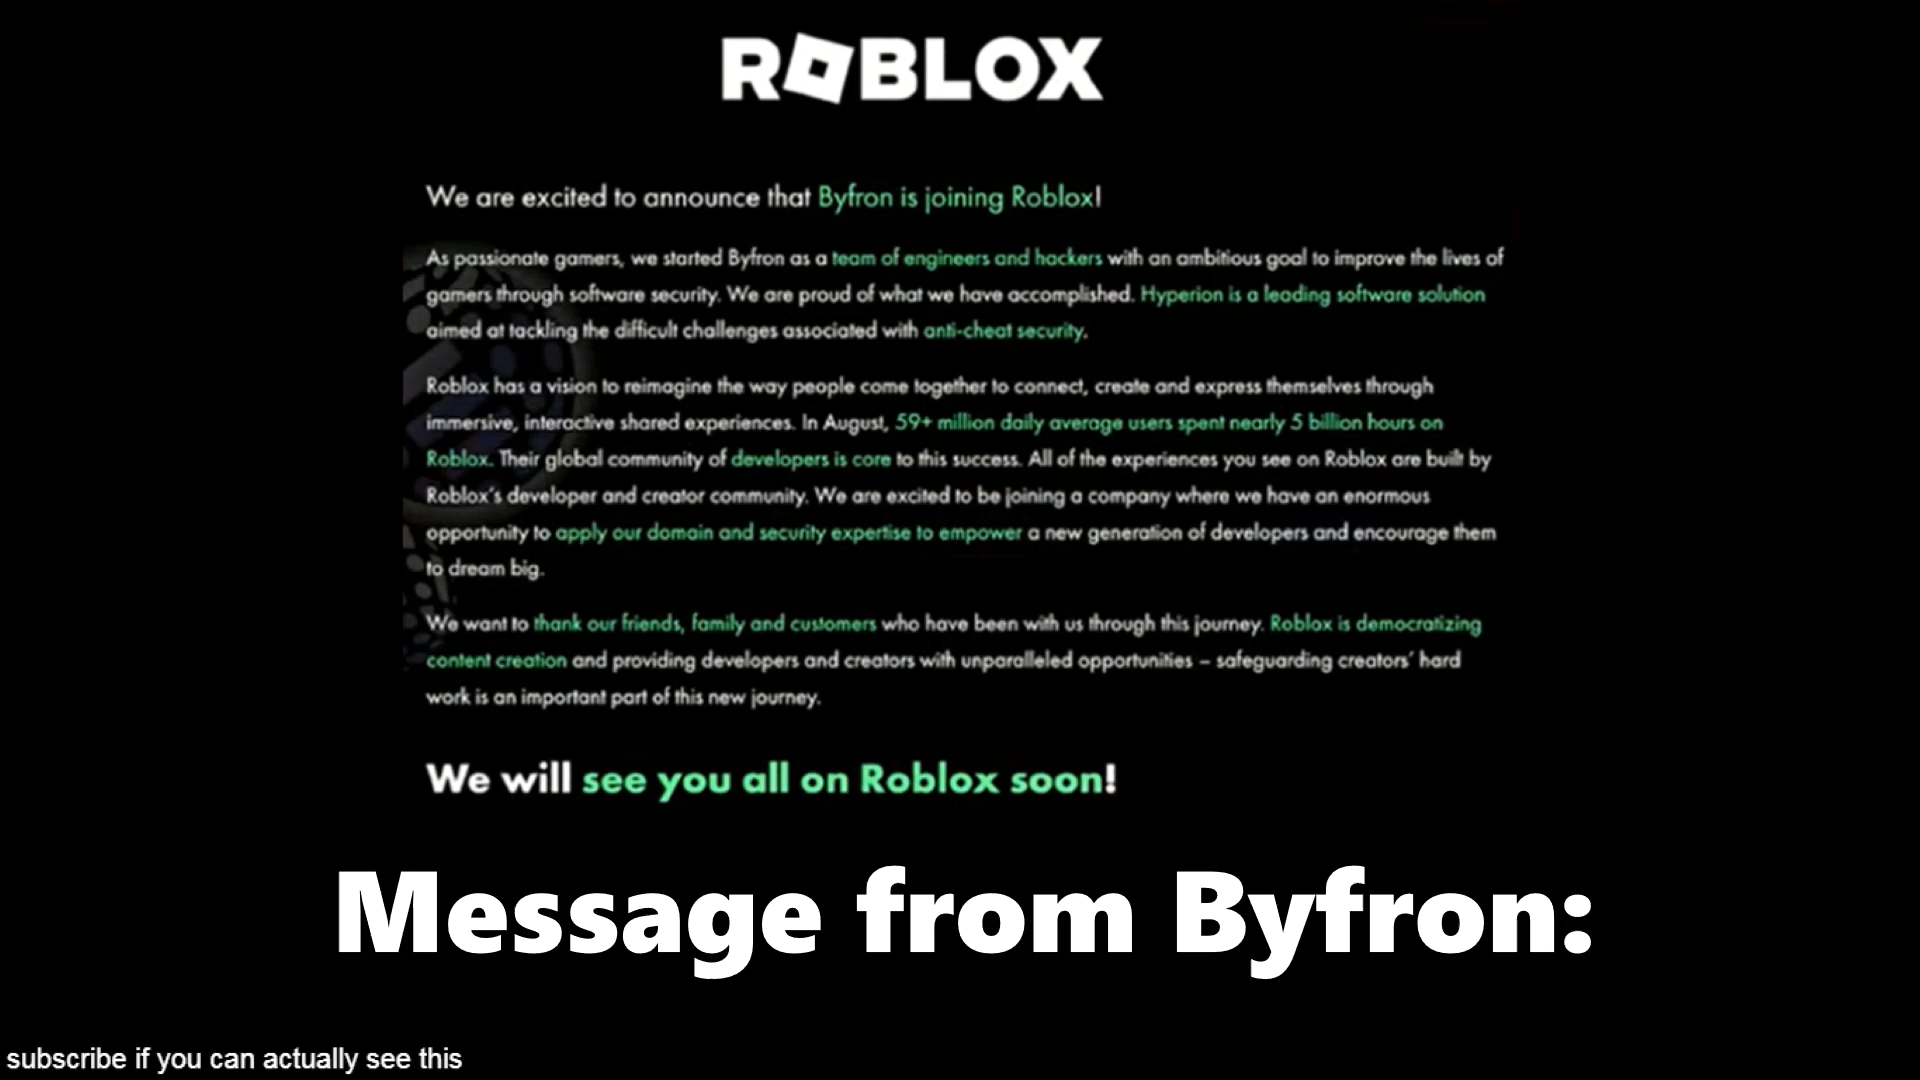 ROBLOX
We are excited to announce that Byfron is joining Roblox!
As passionate gamers, we started Byfron as a team of engineers and hackers with an ambitious goal to improve the lives of
gamers through software security. We are proud of what we have accomplished. Hyperion is a leading software solution
aimed at tackling the difficult challenges associated with anti-cheat security.
Roblox has a vision to reimagine the way people come together to connect, create and express themselves through
immersive, interactive shared experiences. In August, 59+ million daily average users spent nearly 5 billion hours on
Roblox. Their global community of developers is core to this success. All of the experiences you see on Roblox are built by
Roblox's developer and creator community. We are excited to be joining a company where we have an enormous
opportunity to apply our domain and security expertise to empower a new generation of developers and encourage them
to dream big.
We want to thank our friends, family and customers who have been with us through this journey. Roblox is democratizing
content creation and providing developers and creators with unparalleled opportunities – safeguarding creators' hard
work is an important part of this new journey.
We will see you all on Roblox soon!
Message from Byfron:
subscribe if you can actually see this